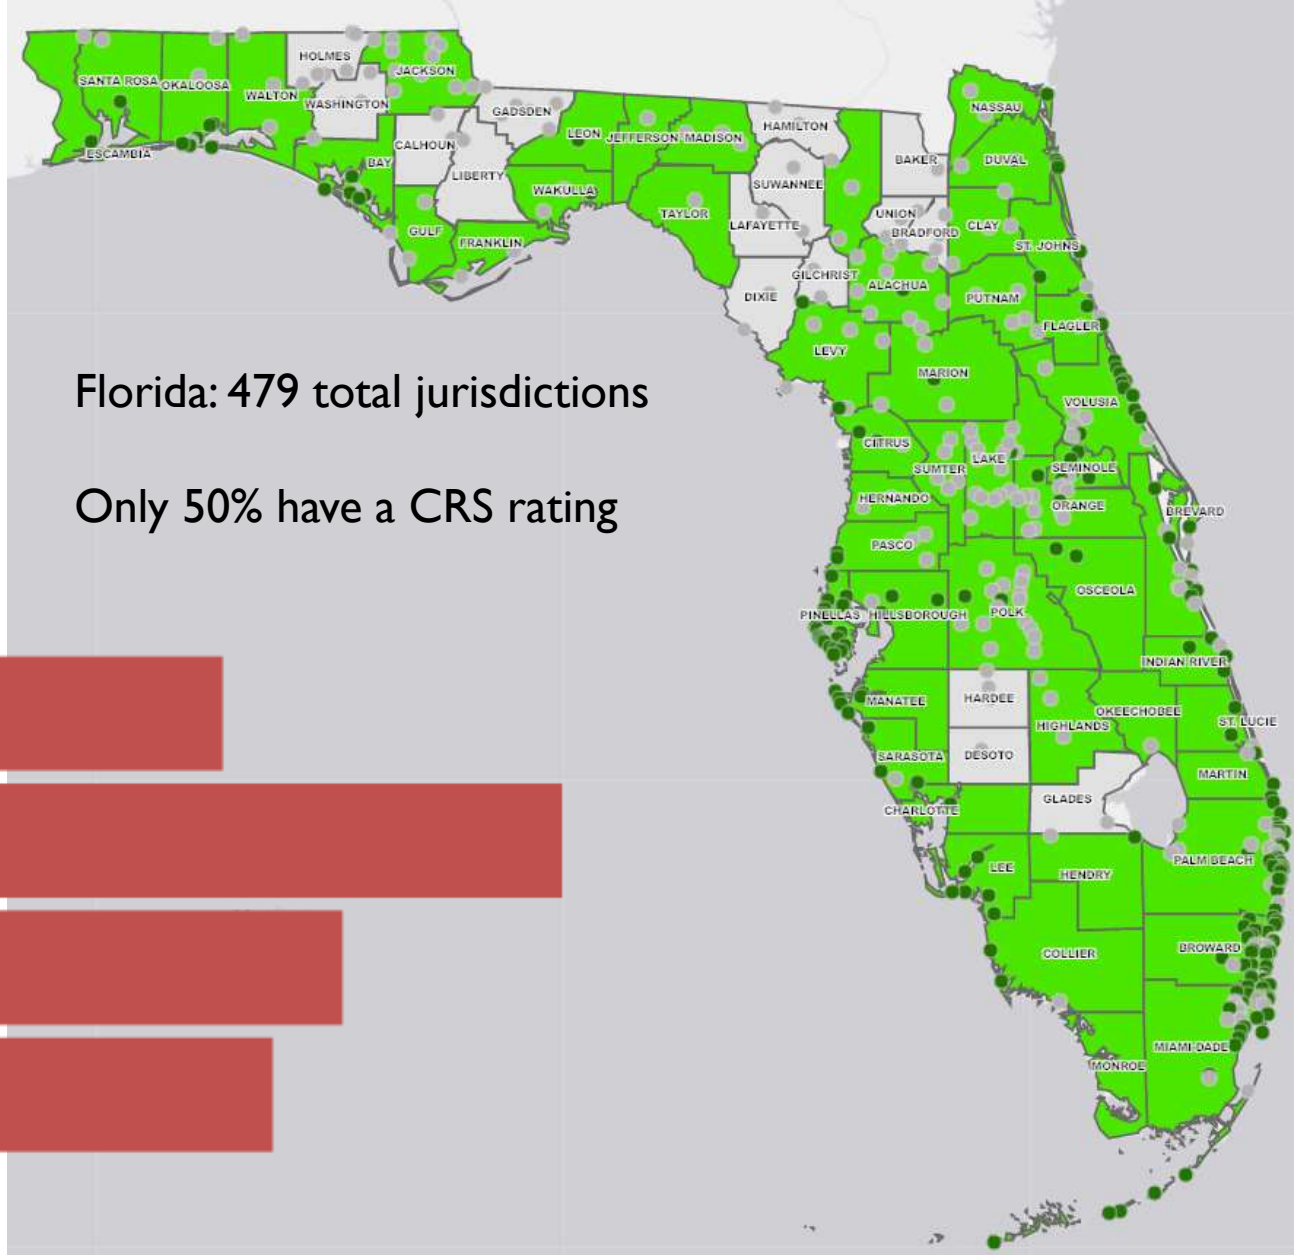 HOLMES
SANTA ROSA
OKALOOSA
WALTON
WASHINGTON
JACKSON
GADSDEN
ESCAMBIA
BAY
CALHOUN
LIBERTY
LEON
JEFFERSON
MADISON
HAMILTON
NASSAU
BAKER
DUVAL
WAKULLA
SUWANNEE
TAYLOR
LAFAYETTE
UNION
BRADFORD
CLAY
ST. JOHNS
GULF
FRANKLIN
GILCHRIST
ALACHUA
DIXIE
PUTNAM
FLAGLER
LEVY
MARION
Florida: 479 total jurisdictions
VOLUSIA
CITRUS
LAKE
SUMTER
SEMINOLE
Only 50% have a CRS rating
HERNANDO
ORANGE
BREVARD
PASCO
OSCEOLA
PINELLAS
HILLSBOROUGH
POLK
INDIAN RIVER
MANATEE
HARDEE
OKEECHOBEE
HIGHLANDS
ST. LUCIE
SARASOTA
DESOTO
MARTIN
GLADES
CHARLOTTE
PALM BEACH
LEE
HENDRY
BROWARD
COLLIER
MIAMI-DADE
MONROE